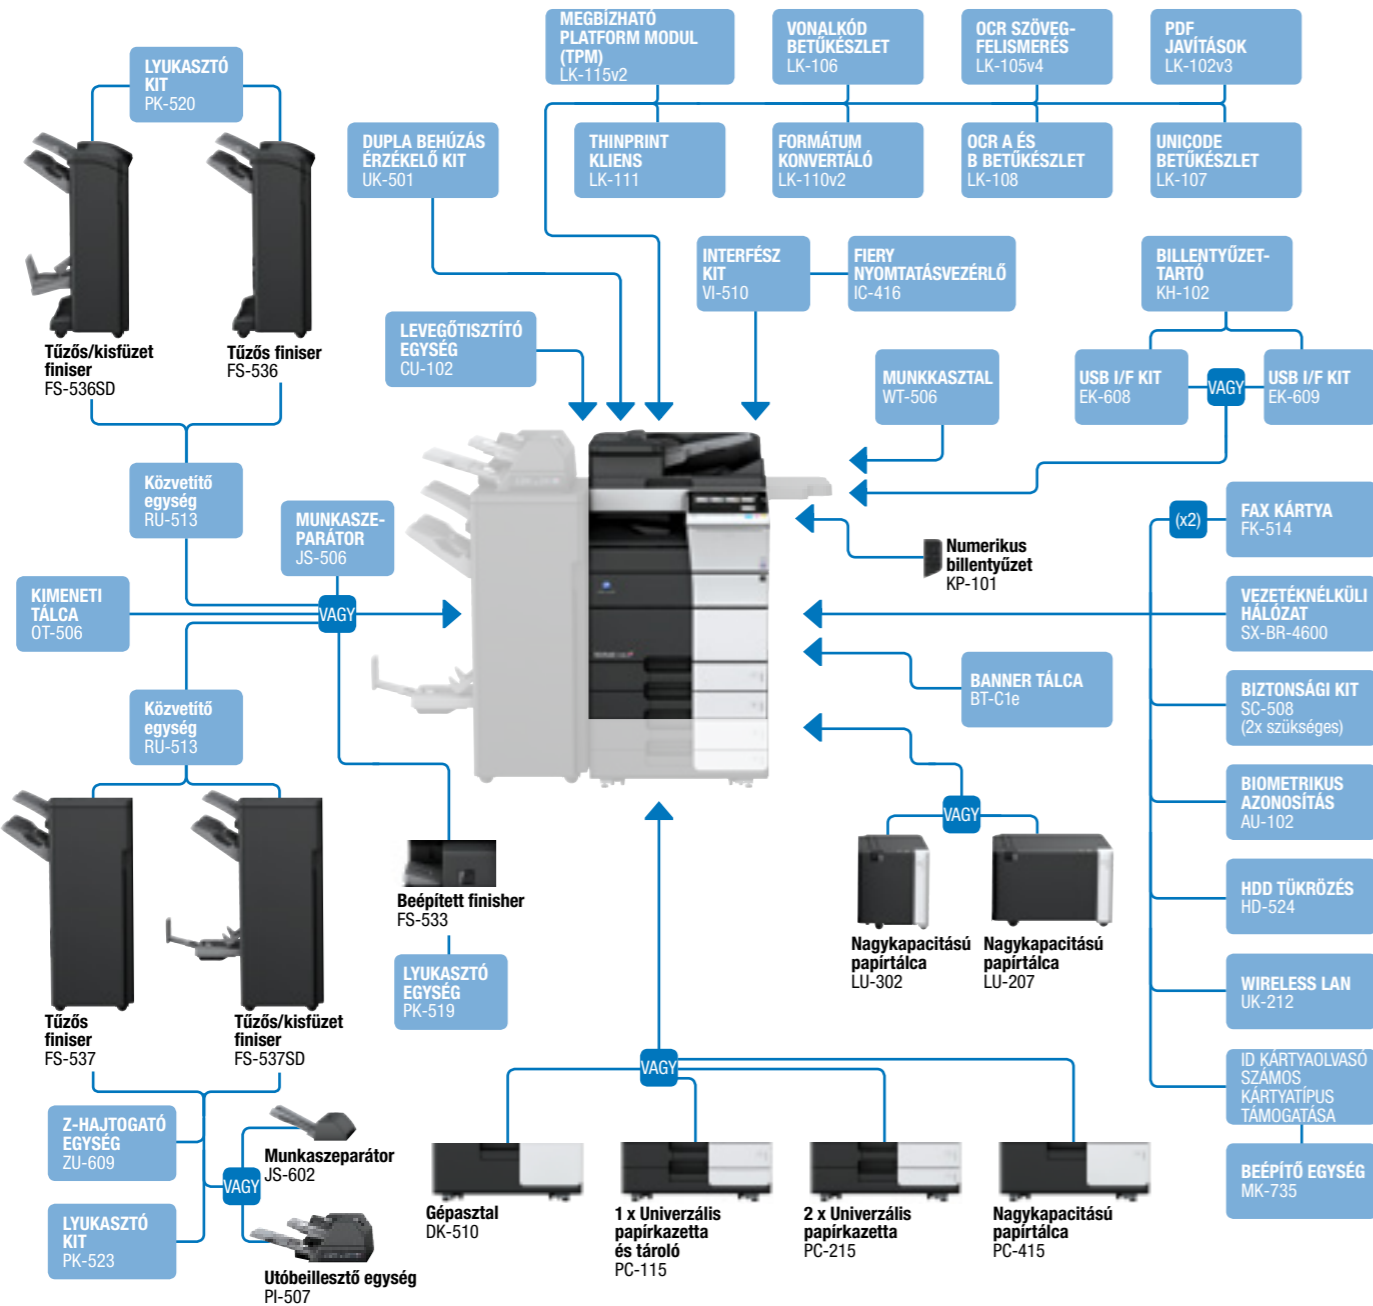 MEGBÍZHATÓ
PLATFORM MODUL
(TPM)
LK-115v2
VONALKÓD
BETŰKÉSZLET
LK-106
OCR SZÖVEG-
FELISMERÉS
LK-105v4
PDF
JAVÍTÁSOK
LK-102v3
LYUKASZTÓ
KIT
PK-520
DUPLA BEHÚZÁS
ÉRZÉKELŐ KIT
UK-501
THINPRINT
KLIENS
LK-111
FORMÁTUM
KONVERTÁLÓ
LK-110v2
OCR A ÉS
B BETŰKÉSZLET
LK-108
UNICODE
BETŰKÉSZLET
LK-107
INTERFÉSZ
KIT
VI-510
FIERY
NYOMTATÁSVEZÉRLŐ
IC-416
BILLENTYŰZET-
TARTÓ
KH-102
Tűzős/kisfüzet
finiser
FS-536SD
Tűzős finiser
FS-536
LEVEGŐTISZTÍTÓ
EGYSÉG
CU-102
MUNKKASZTAL
WT-506
USB I/F KIT
EK-608
VAGY
USB I/F KIT
EK-609
Közvetítő
egység
RU-513
MUNKASZE-
PARÁTOR
JS-506
(x2)
FAX KÁRTYA
FK-514
Numerikus
billentyűzet
KP-101
KIMENETI
TÁLCA
OT-506
VAGY
VEZETÉKNÉLKÜLI
HÁLÓZAT
SX-BR-4600
BANNER TÁLCA
BT-C1e
BIZTONSÁGI KIT
SC-508
(2x szükséges)
Közvetítő
egység
RU-513
BIOMETRIKUS
AZONOSÍTÁS
AU-102
VAGY
Beépített finisher
FS-533
HDD TÜKRÖZÉS
HD-524
Nagykapacitású
papírtálca
LU-302
Nagykapacitású
papírtálca
LU-207
LYUKASZTÓ
EGYSÉG
PK-519
WIRELESS LAN
UK-212
Tűzős
finiser
FS-537
Tűzős/kisfüzet
finiser
FS-537SD
VAGY
ID KÁRTYAOLVASÓ
SZÁMOS
KÁRTYATÍPUS
TÁMOGATÁSA
Z-HAJTOGATÓ
EGYSÉG
ZU-609
Munkaszeparátor
JS-602
VAGY
BEÉPÍTŐ EGYSÉG
MK-735
LYUKASZTÓ
KIT
PK-523
Utóbeillesztő egység
PI-507
Gépasztal
DK-510
1 x Univerzális
papírkazetta
és tároló
PC-115
2 x Univerzális
papírkazetta
PC-215
Nagykapacitású
papírtálca
PC-415